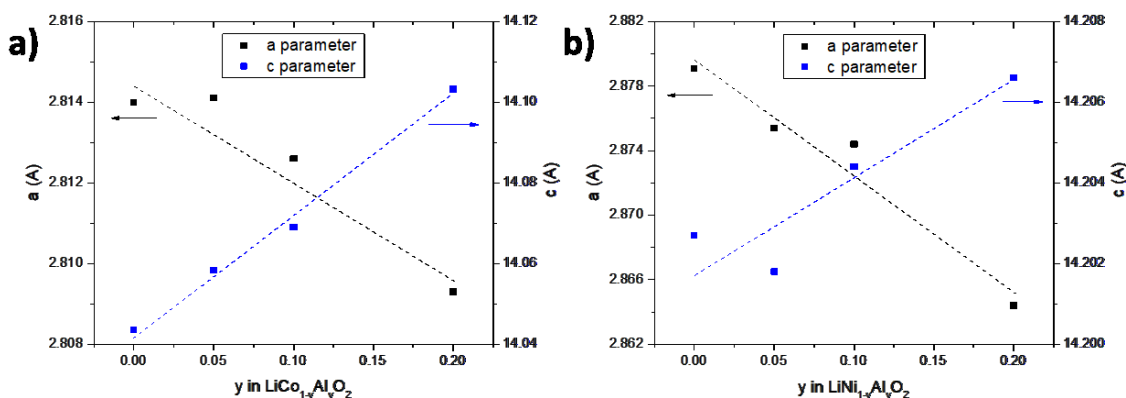 a)
2.816
2.814
2.812
2.810
2.808
a (A)
a parameter
c parameter
14.12
14.10
14.08
14.06
14.04
c (A)
0.00 0.05 0.10 0.15 0.20
y in LiCo1-yAlyO2
b)
2.882
2.878
2.874
2.870
2.866
2.862
a (A)
a parameter
c parameter
14.208
14.206
14.204
14.202
14.200
c (A)
0.00 0.05 0.10 0.15 0.20
y in LiNi1-yAlyO2